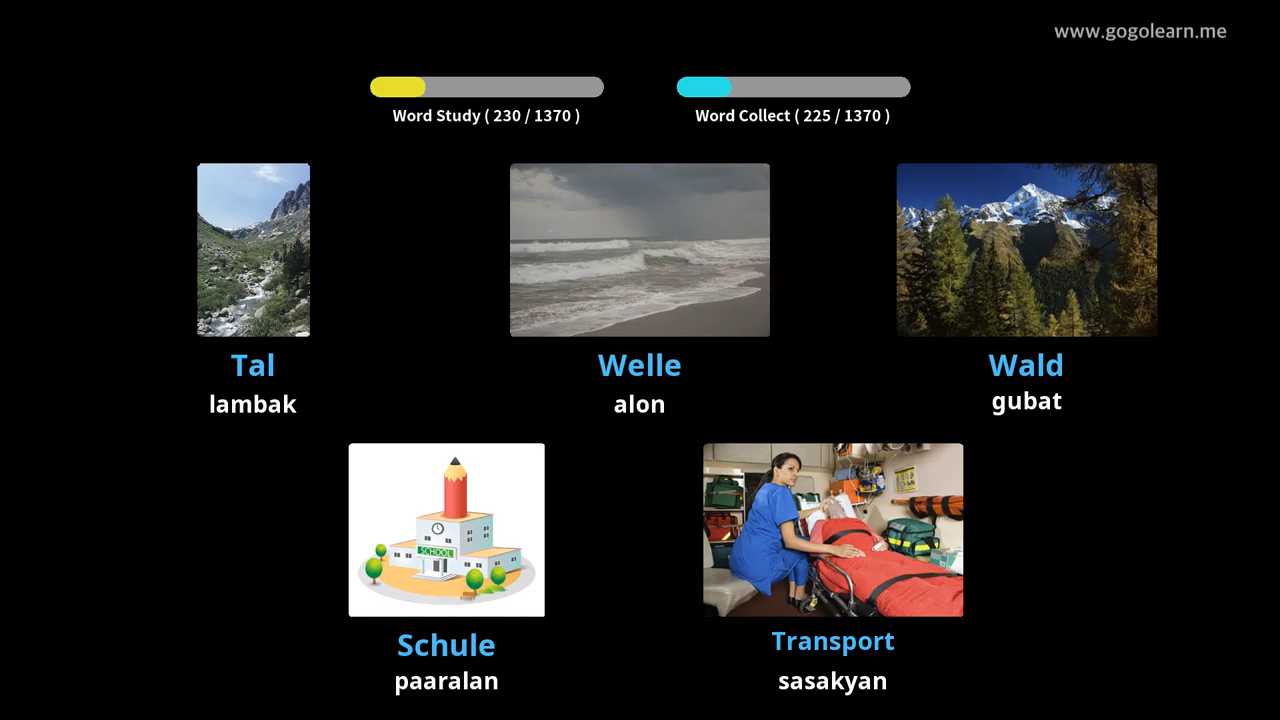 www.gogolearn.me
Word Study ( 230 / 1370 )
Word Collect ( 225 / 1370 )
Tal
lambak
Welle
alon
Wald
gubat
SCHOOL
Schule
paaralan
Transport
sasakyan